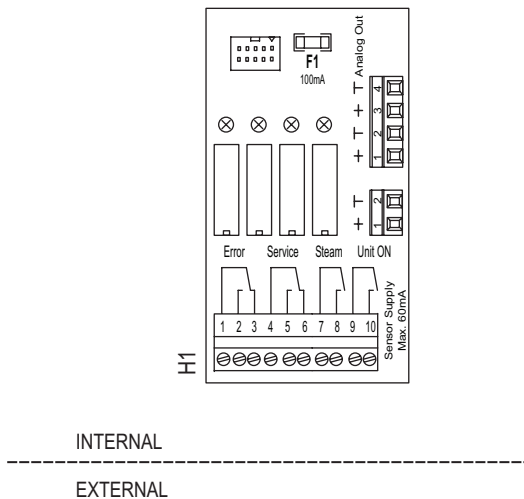 F1
100mA
Analog Out
4
3
2
1
+
+
2
1
+
Error Service Steam Unit ON
1 2 3 4 5 6 7 8 9 10
Sensor Supply
Max. 60mA
H1
INTERNAL
EXTERNAL